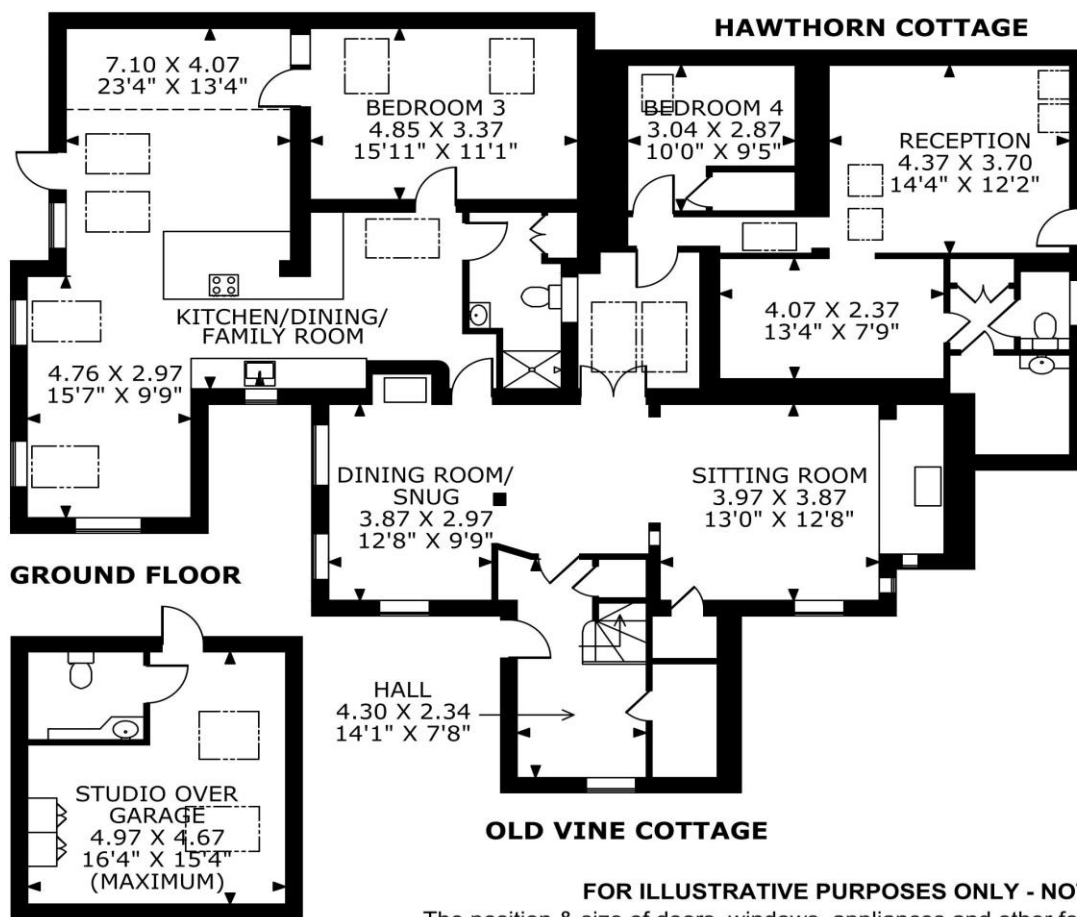 HAWTHORN COTTAGE
7.10 X 4.07
23'4" X 13'4"
BEDROOM 3
4.85 X 3.37
15'11" X 11'1"
BEDROOM 4
3.04 X 2.87
10'0" X 9'5"
RECEPTION
4.37 X 3.70
14'4" X 12'2"
KITCHEN/DINING/
FAMILY ROOM
4.07 X 2.37
13'4" X 7'9"
4.76 X 2.97
15'7" X 9'9"
DINING ROOM/
SNUG
3.87 X 2.97
12'8" X 9'9"
SITTING ROOM
3.97 X 3.87
13'0" X 12'8"
GROUND FLOOR
HALL
4.30 X 2.34
14'1" X 7'8"
STUDIO OVER
GARAGE
4.97 X 4.67
16'4" X 15'4"
(MAXIMUM)
OLD VINE COTTAGE
FOR ILLUSTRATIVE PURPOSES ONLY - NO
The position & size of doors, windows, appliances and other fe